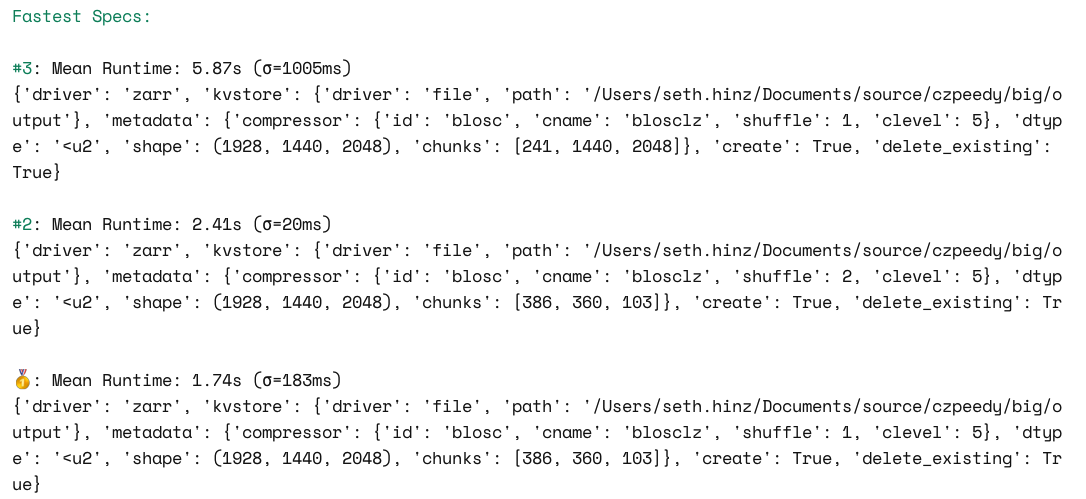 Fastest Specs:
#3: Mean Runtime: 5.87s (σ=1005ms)
{'driver': 'zarr', 'kvstore': {'driver': 'file', 'path': '/Users/seth.hinz/Documents/source/czpeedy/big/o
utput'}, 'metadata': {'compressor': {'id': 'blosc', 'cname': 'blosclz', 'shuffle': 1, 'clevel': 5}, 'dtyp
e': '<u2', 'shape': (1928, 1440, 2048), 'chunks': [241, 1440, 2048]}, 'create': True, 'delete_existing':
True}
#2: Mean Runtime: 2.41s (σ=20ms)
{'driver': 'zarr', 'kvstore': {'driver': 'file', 'path': '/Users/seth.hinz/Documents/source/czpeedy/big/o
utput'}, 'metadata': {'compressor': {'id': 'blosc', 'cname': 'blosclz', 'shuffle': 2, 'clevel': 5}, 'dtyp
e': '<u2', 'shape': (1928, 1440, 2048), 'chunks': [386, 360, 103]}, 'create': True, 'delete_existing': Tr
ue}
🥇: Mean Runtime: 1.74s (σ=183ms)
{'driver': 'zarr', 'kvstore': {'driver': 'file', 'path': '/Users/seth.hinz/Documents/source/czpeedy/big/o
utput'}, 'metadata': {'compressor': {'id': 'blosc', 'cname': 'blosclz', 'shuffle': 1, 'clevel': 5}, 'dtyp
e': '<u2', 'shape': (1928, 1440, 2048), 'chunks': [386, 360, 103]}, 'create': True, 'delete_existing': Tr
ue}